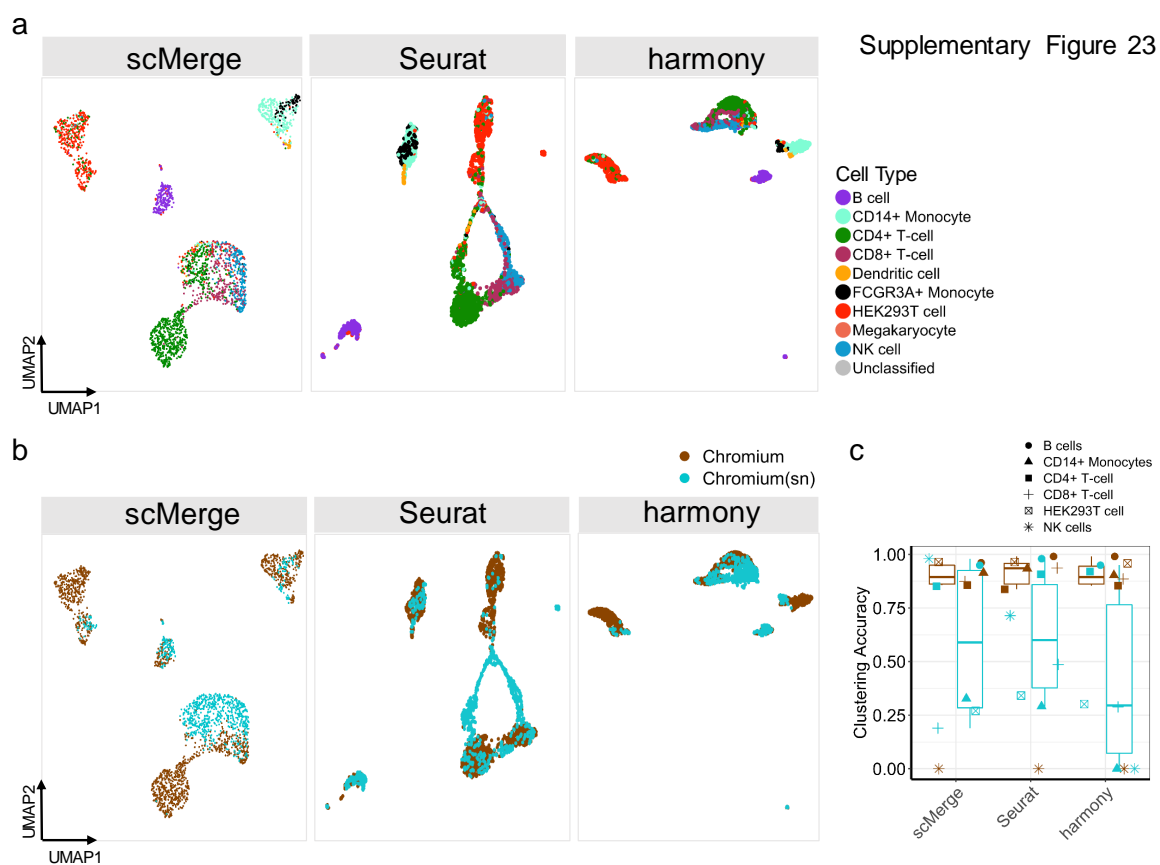 a
Supplementary Figure 23
scMerge
Seurat
harmony
Cell Type
B cell
CD14+ Monocyte
CD4+ T-cell
CD8+ T-cell
Dendritic cell
FCGR3A+ Monocyte
HEK293T cell
Megakaryocyte
NK cell
Unclassified
UMAP2
UMAP1
b
Chromium
Chromium(sn)
scMerge
Seurat
harmony
UMAP2
UMAP1
c
B cells
CD14+ Monocytes
CD4+ T-cell
CD8+ T-cell
HEK293T cell
NK cells
Clustering Accuracy
1.00
0.75
0.50
0.25
0.00
scMerge
Seurat
harmony